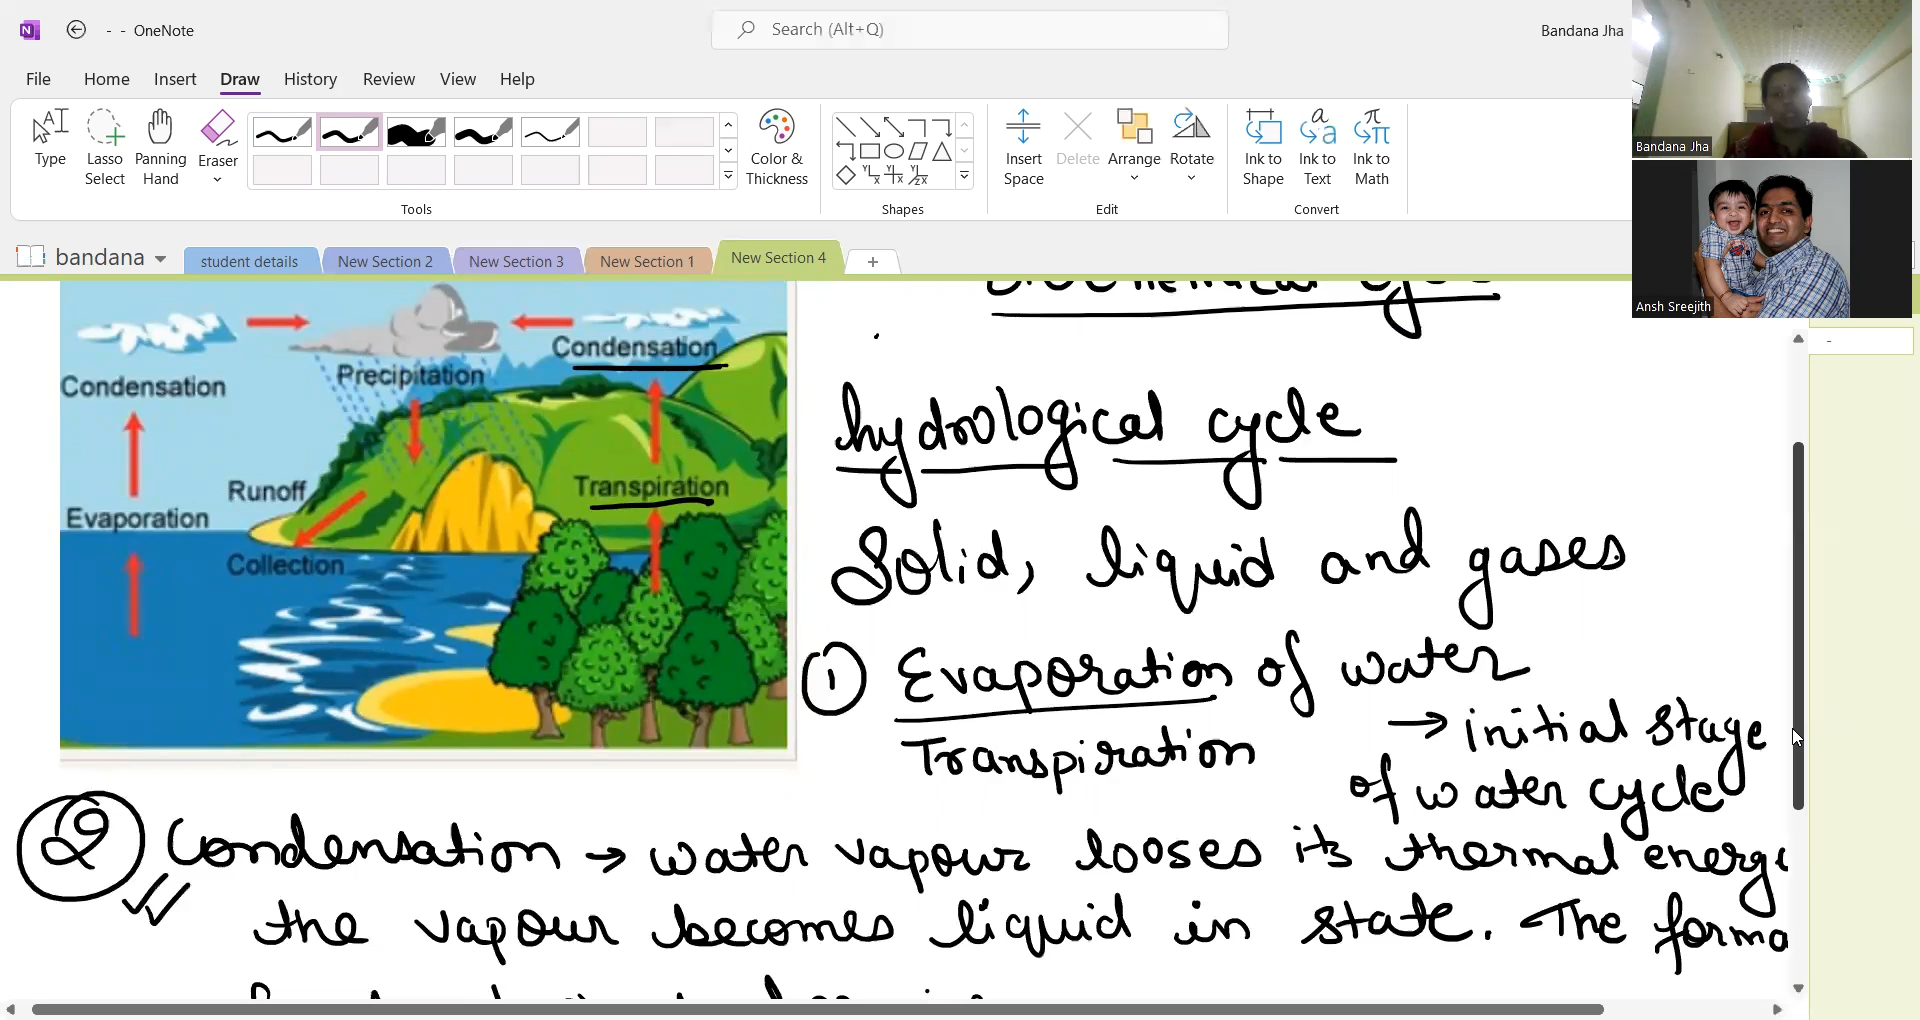 - - OneNote
Search (Alt+Q)
Bandana Jha
File Home Insert Draw History Review View Help
Type
Lasso Select
Panning Hand
Eraser
Color & Thickness
Insert Space
Delete
Arrange
Rotate
Ink to Shape
Ink to Text
Ink to Math
Tools
Shapes
Edit
Convert
Bandana Jha
Ansh Sreejith
bandana
student details
New Section 2
New Section 3
New Section 1
New Section 4
Condensation
Precipitation
Condensation
Runoff
Transpiration
Evaporation
Collection
hydrological cycle
Solid, liquid and gases
① Evaporation of water
→ initial stage
Transpiration
of water cycle
② Condensation → water vapour looses its thermal energ
the vapour becomes liquid in state. The forma